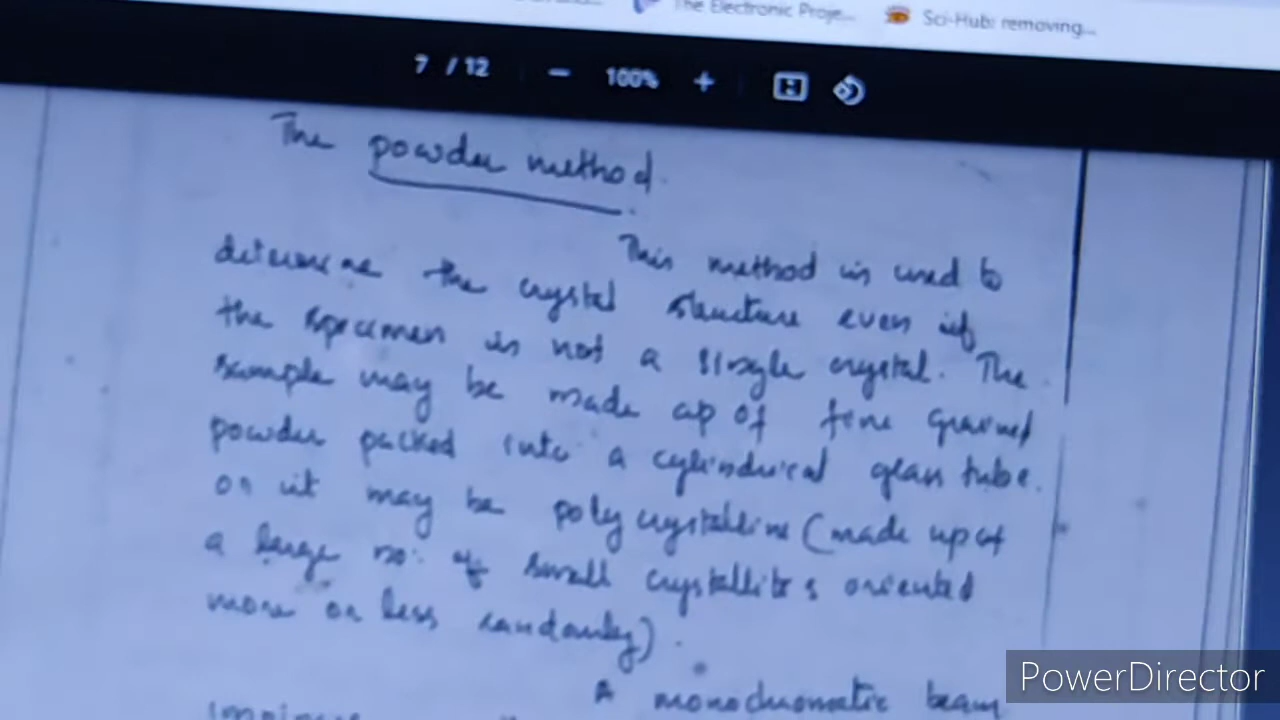 The Electronic Proje...
Sci-Hub: removing...
7 / 12
100%
The powder method.
This method is used to
determine the crystal structure even if
the specimen is not a single crystal. The
sample may be made up of fine grained
powder packed into a cylindrical glass tube.
or it may be polycrystalline (made up of
a large no: of small crystallites oriented
more or less randomly).
A monochromatic beam
PowerDirector